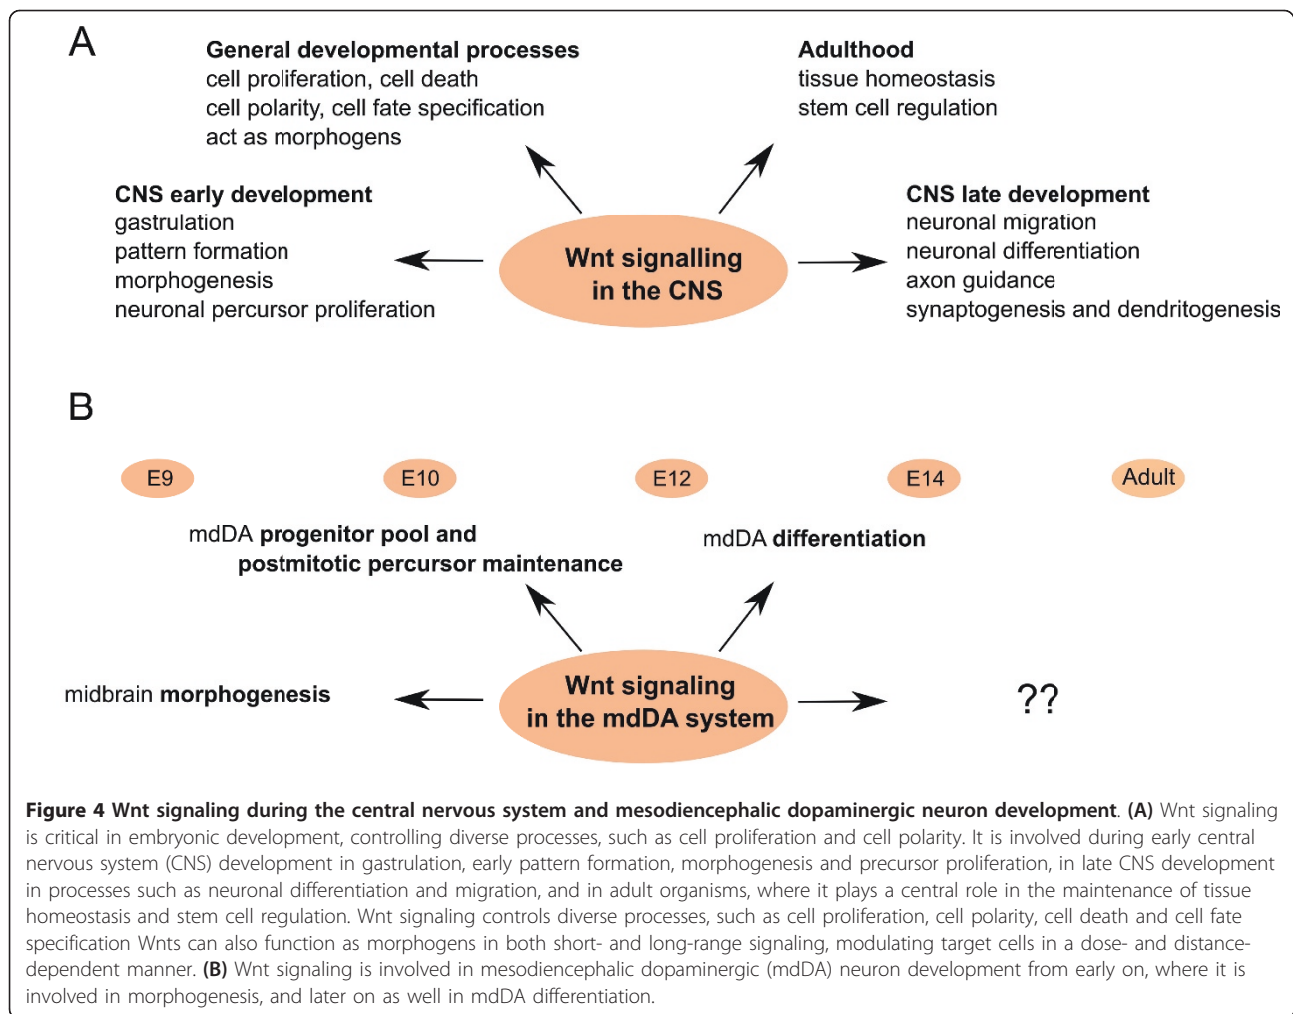 A
General developmental processes
cell proliferation, cell death
cell polarity, cell fate specification
act as morphogens
Adulthood
tissue homeostasis
stem cell regulation
CNS early development
gastrulation
pattern formation
morphogenesis
neuronal percursor proliferation
Wnt signalling
in the CNS
CNS late development
neuronal migration
neuronal differentiation
axon guidance
synaptogenesis and dendritogenesis
B
E9
E10
E12
E14
Adult
mdDA progenitor pool and
postmitotic percursor maintenance
mdDA differentiation
midbrain morphogenesis
Wnt signaling
in the mdDA system
??
Figure 4 Wnt signaling during the central nervous system and mesodiencephalic dopaminergic neuron development. (A) Wnt signaling
is critical in embryonic development, controlling diverse processes, such as cell proliferation and cell polarity. It is involved during early central
nervous system (CNS) development in gastrulation, early pattern formation, morphogenesis and precursor proliferation, in late CNS development
in processes such as neuronal differentiation and migration, and in adult organisms, where it plays a central role in the maintenance of tissue
homeostasis and stem cell regulation. Wnt signaling controls diverse processes, such as cell proliferation, cell polarity, cell death and cell fate
specification Wnts can also function as morphogens in both short- and long-range signaling, modulating target cells in a dose- and distance-
dependent manner. (B) Wnt signaling is involved in mesodiencephalic dopaminergic (mdDA) neuron development from early on, where it is
involved in morphogenesis, and later on as well in mdDA differentiation.